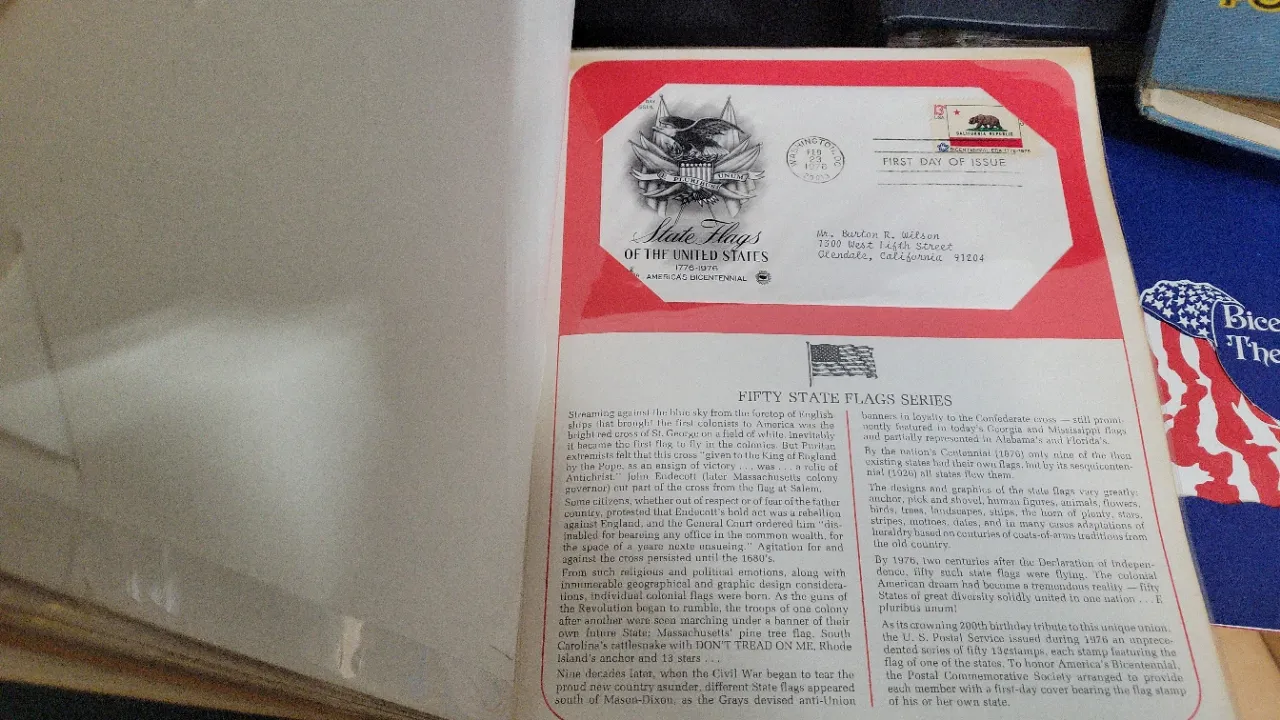 13¢
USA
CALIFORNIA REPUBLIC
BICENTENNIAL ERA 1776-1976
WASHINGTON, DC
FEB
23
1976
20013
FIRST DAY OF ISSUE
E PLURIBUS UNUM
State Flags
OF THE UNITED STATES
1776-1976
AMERICA'S BICENTENNIAL
Mr. Burton R. Wilson
1300 West Fifth Street
Glendale, California 91204
FIFTY STATE FLAGS SERIES
Streaming against the blue sky from the foretop of English
ships that brought the first colonists to America was the
bright red cross of St. George on a field of white. Inevitably
it became the first flag to fly in the colonies. But Puritan
extremists felt that this cross "given to the King of England
by the Pope, as an ensign of victory . . . was . . . a relic of
Antichrist." John Endecott (later Massachusetts colony
governor) cut part of the cross from the flag at Salem.
Some citizens, whether out of respect or of fear of the father
country, protested that Endecott's bold act was a rebellion
against England, and the General Court ordered him "dis-
inabled for bearing any office in the common wealth, for
the space of a yeare nexte ensueing." Agitation for and
against the cross persisted until the 1680's.
From such religious and political emotions, along with
innumerable geographical and graphic design considera-
tions, individual colonial flags were born. As the guns of
the Revolution began to rumble, the troops of one colony
after another were seen marching under a banner of their
own future State: Massachusetts' pine tree flag, South
Carolina's rattlesnake with DON'T TREAD ON ME, Rhode
Island's anchor and 13 stars . . .
Nine decades later, when the Civil War began to tear the
proud new country asunder, different State flags appeared
south of Mason-Dixon, as the Grays devised anti-Union
banners in loyalty to the Confederate cross — still promi-
nently featured in today's Georgia and Mississippi flags
and partially represented in Alabama's and Florida's.
By the nation's Centennial (1876) only nine of the then
existing states had their own flags, but by its sesquicenten-
nial (1926) all states flew them.
The designs and graphics of the state flags vary greatly:
anchor, pick and shovel, human figures, animals, flowers,
birds, trees, landscapes, ships, the horn of plenty, stars,
stripes, mottoes, dates, and in many cases adaptations of
heraldry based on centuries of coats-of-arms traditions from
the old country.
By 1976, two centuries after the Declaration of Indepen-
dence, fifty such state flags were flying. The colonial
American dream had become a tremendous reality — fifty
States of great diversity solidly united in one nation . . . E
pluribus unum!
As its crowning 200th birthday tribute to this unique union,
the U. S. Postal Service issued during 1976 an unprece-
dented series of fifty 13¢ stamps, each stamp featuring the
flag of one of the states. To honor America's Bicentennial,
the Postal Commemorative Society arranged to provide
each member with a first-day cover bearing the flag stamp
of his or her own state.
Bice
The